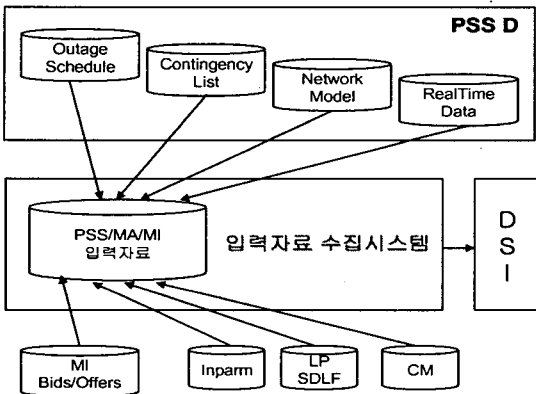 PSS D
Outage
Schedule
Contingency
List
Network
Model
RealTime
Data
PSS/MA/MI
입력자료
입력자료 수집시스템
D
S
I
MI
Bids/Offers
Inparm
LP
SDLF
CM